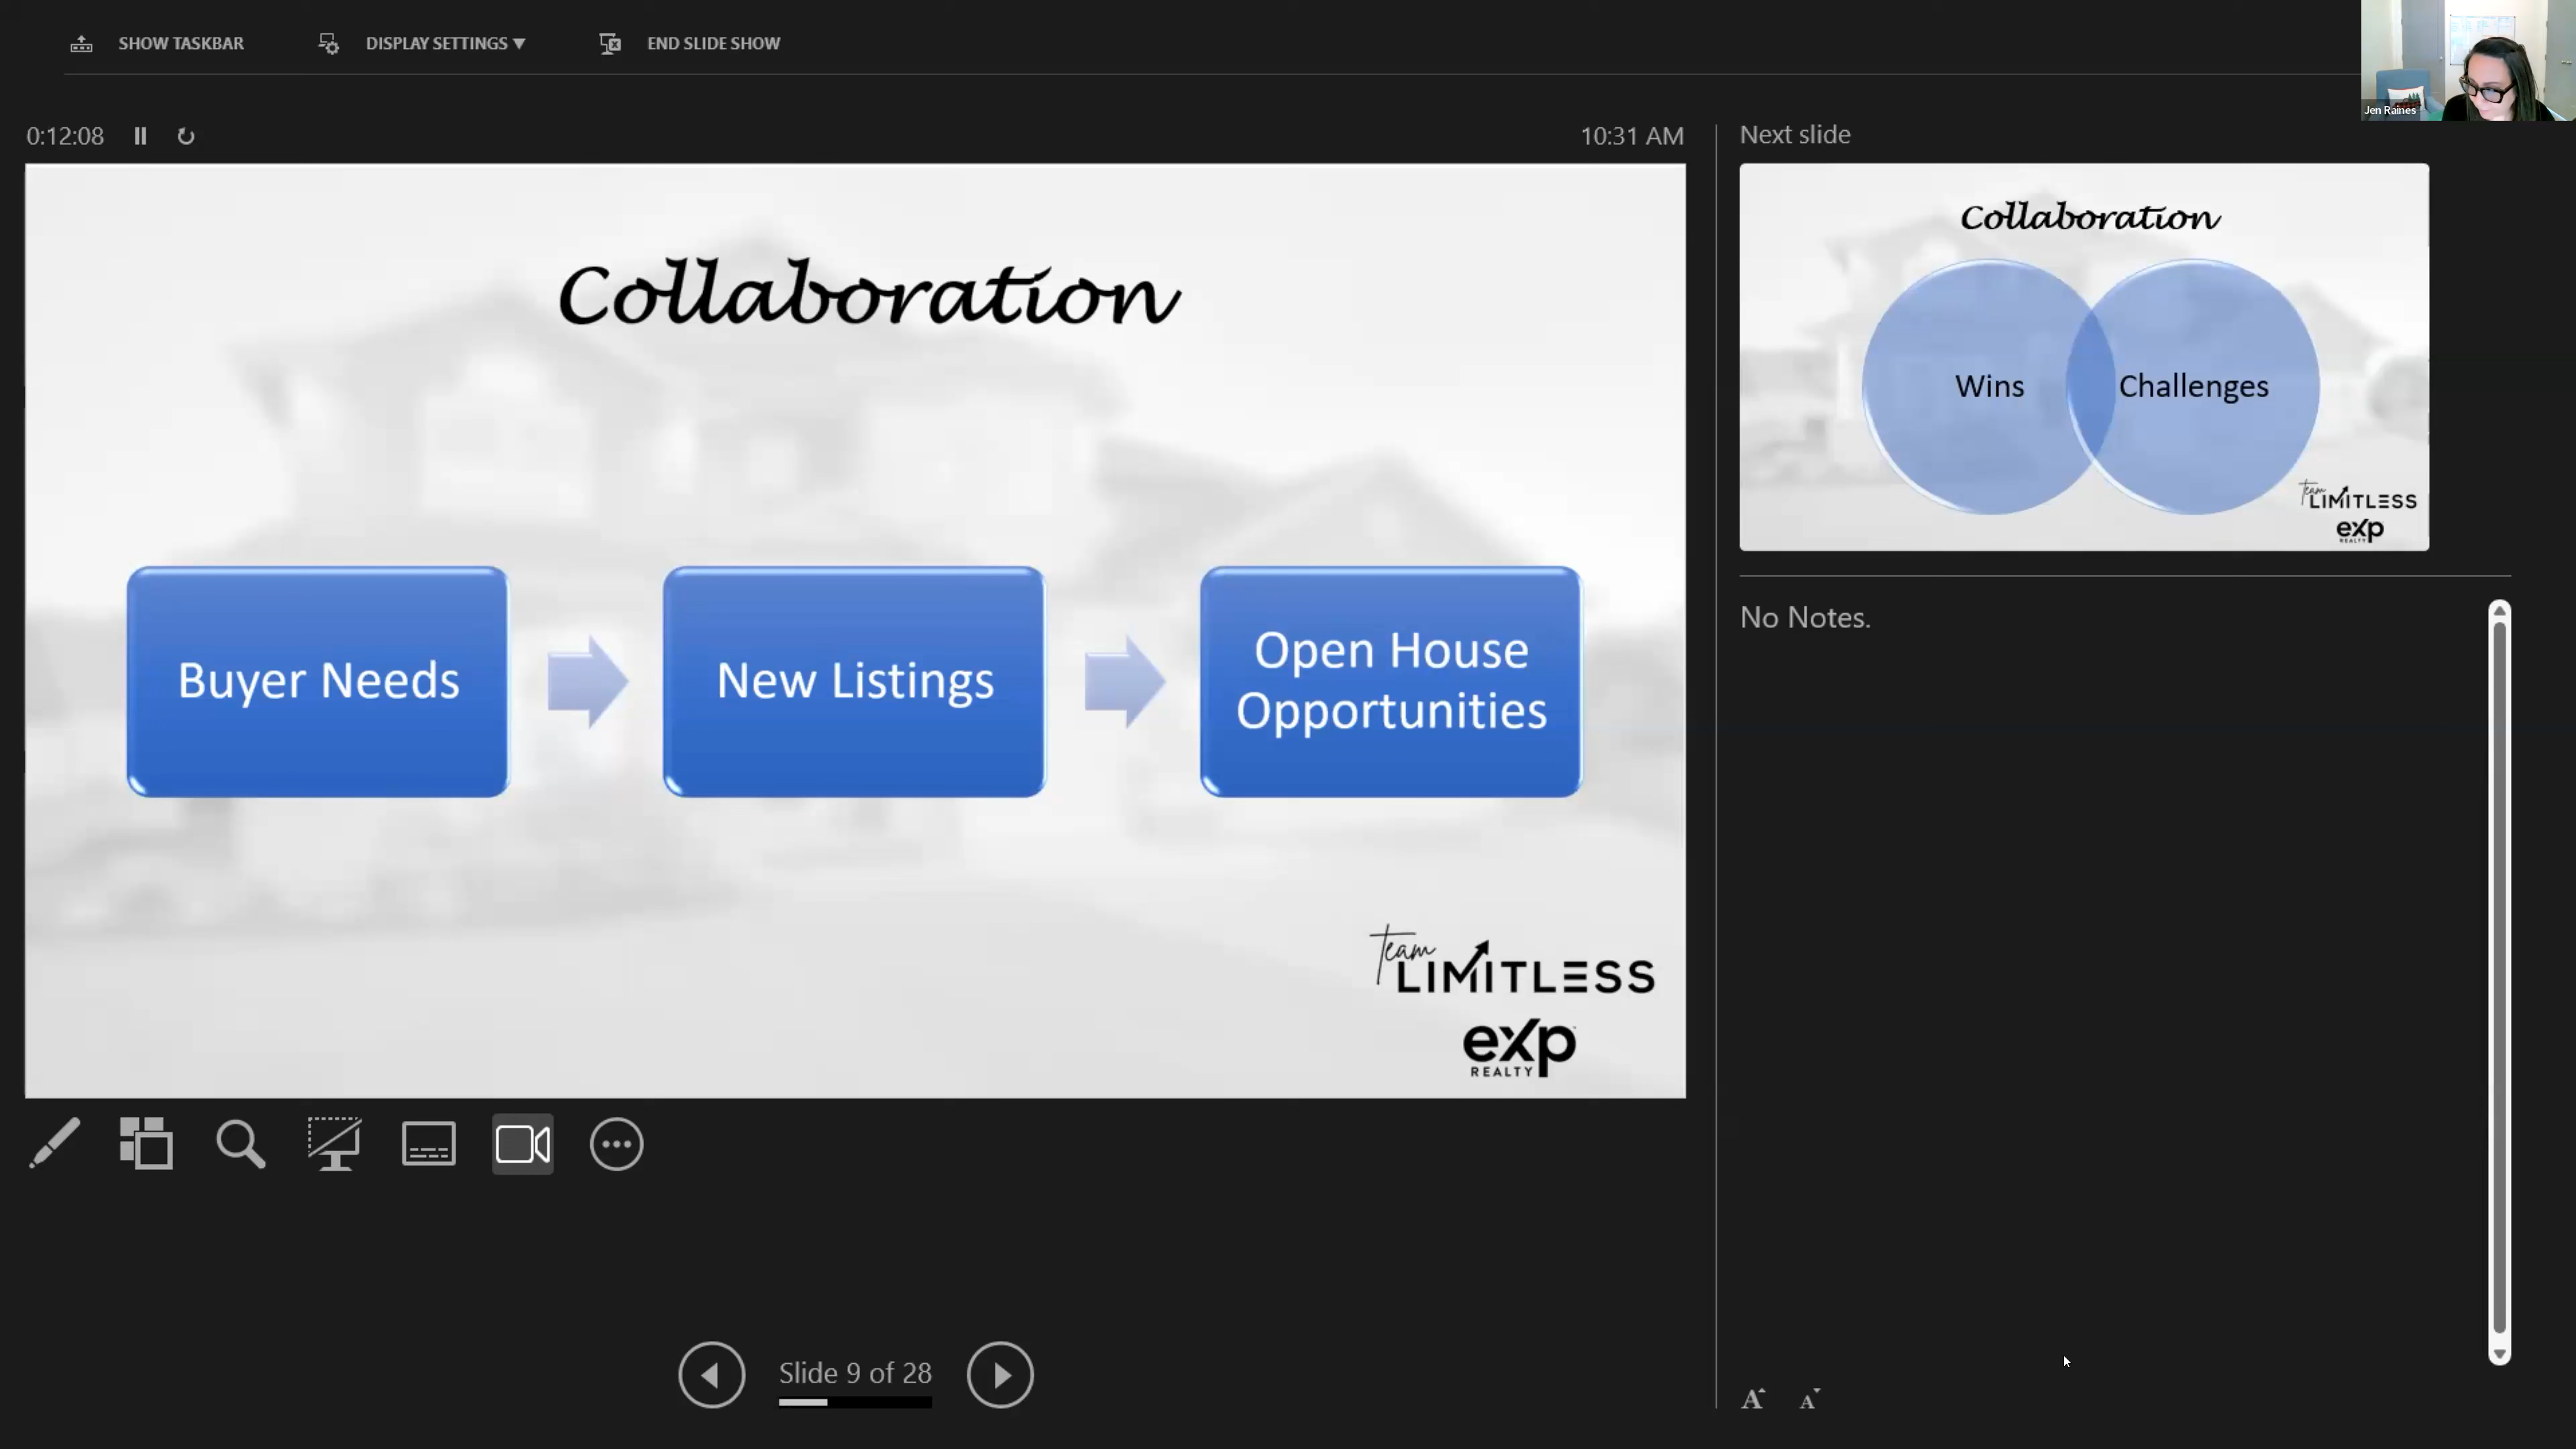 SHOW TASKBAR
DISPLAY SETTINGS ▼
END SLIDE SHOW
Jen Raines
0:12:08
10:31 AM
Next slide
Collaboration
Buyer Needs
New Listings
Open House
Opportunities
Team
LIMITLESS
eXp
REALTY
Collaboration
Wins
Challenges
Team
LIMITLESS
eXp
REALTY
No Notes.
Slide 9 of 28
A
A